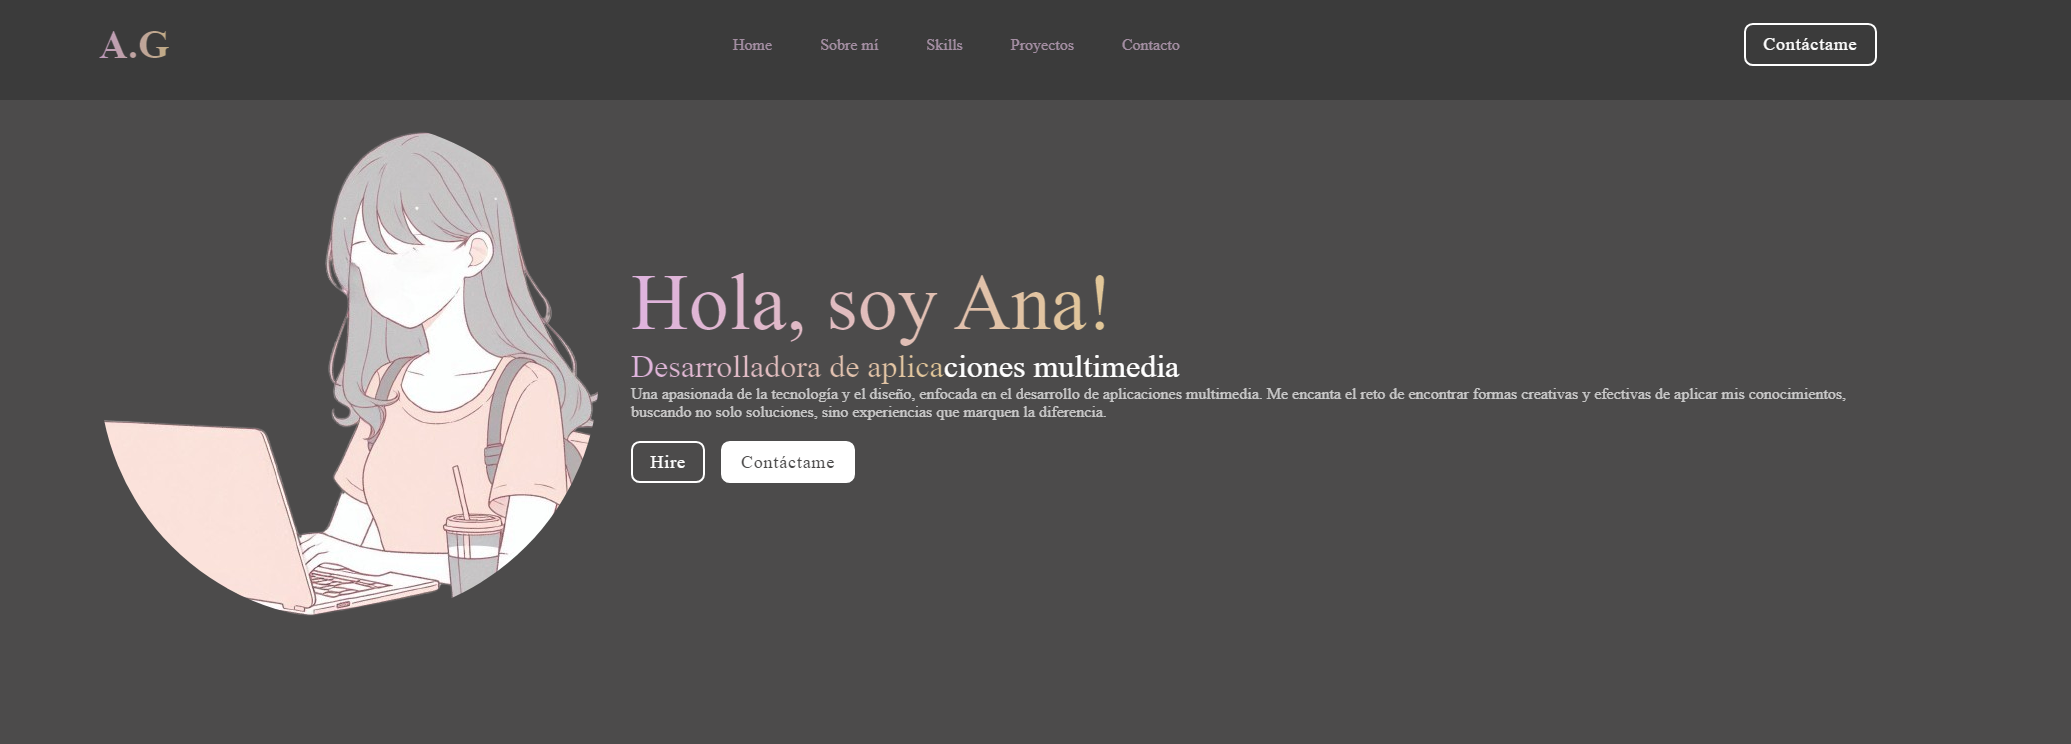 A.G
Home
Sobre mí
Skills
Proyectos
Contacto
Contáctame
Hola, soy Ana!
Desarrolladora de aplicaciones multimedia
Una apasionada de la tecnología y el diseño, enfocada en el desarrollo de aplicaciones multimedia. Me encanta el reto de encontrar formas creativas y efectivas de aplicar mis conocimientos,
buscando no solo soluciones, sino experiencias que marquen la diferencia.
Hire
Contáctame